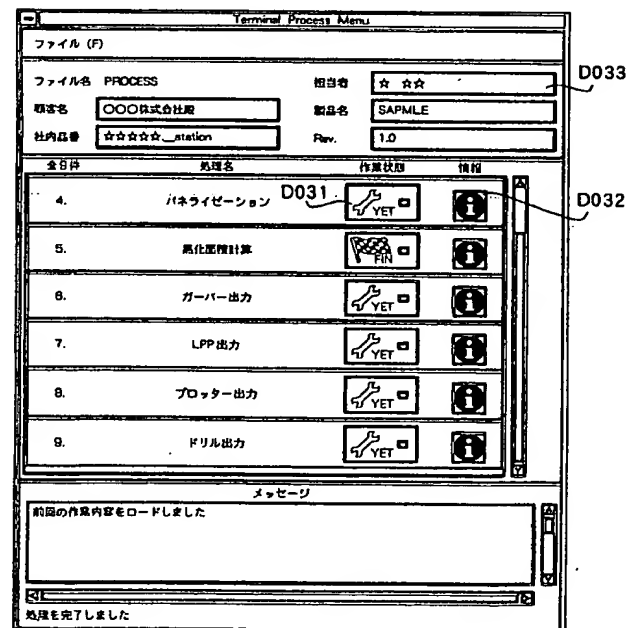 Terminal Process Menu
ファイル (F)
ファイル名 PROCESS 担当者 ☆ ☆☆ D033
顧客名 〇〇〇株式会社殿 製品名 SAPMLE
社内品番 ☆☆☆☆☆__station Rev. 1.0
処理名 作業状態 情報
4. パネライゼーション D031 YET D032
5. 黒化面積計算 FIN
6. ガーバー出力 YET
7. LPP出力 YET
8. プロッター出力 YET
9. ドリル出力 YET
メッセージ
前回の作業内容をロードしました
処理を完了しました